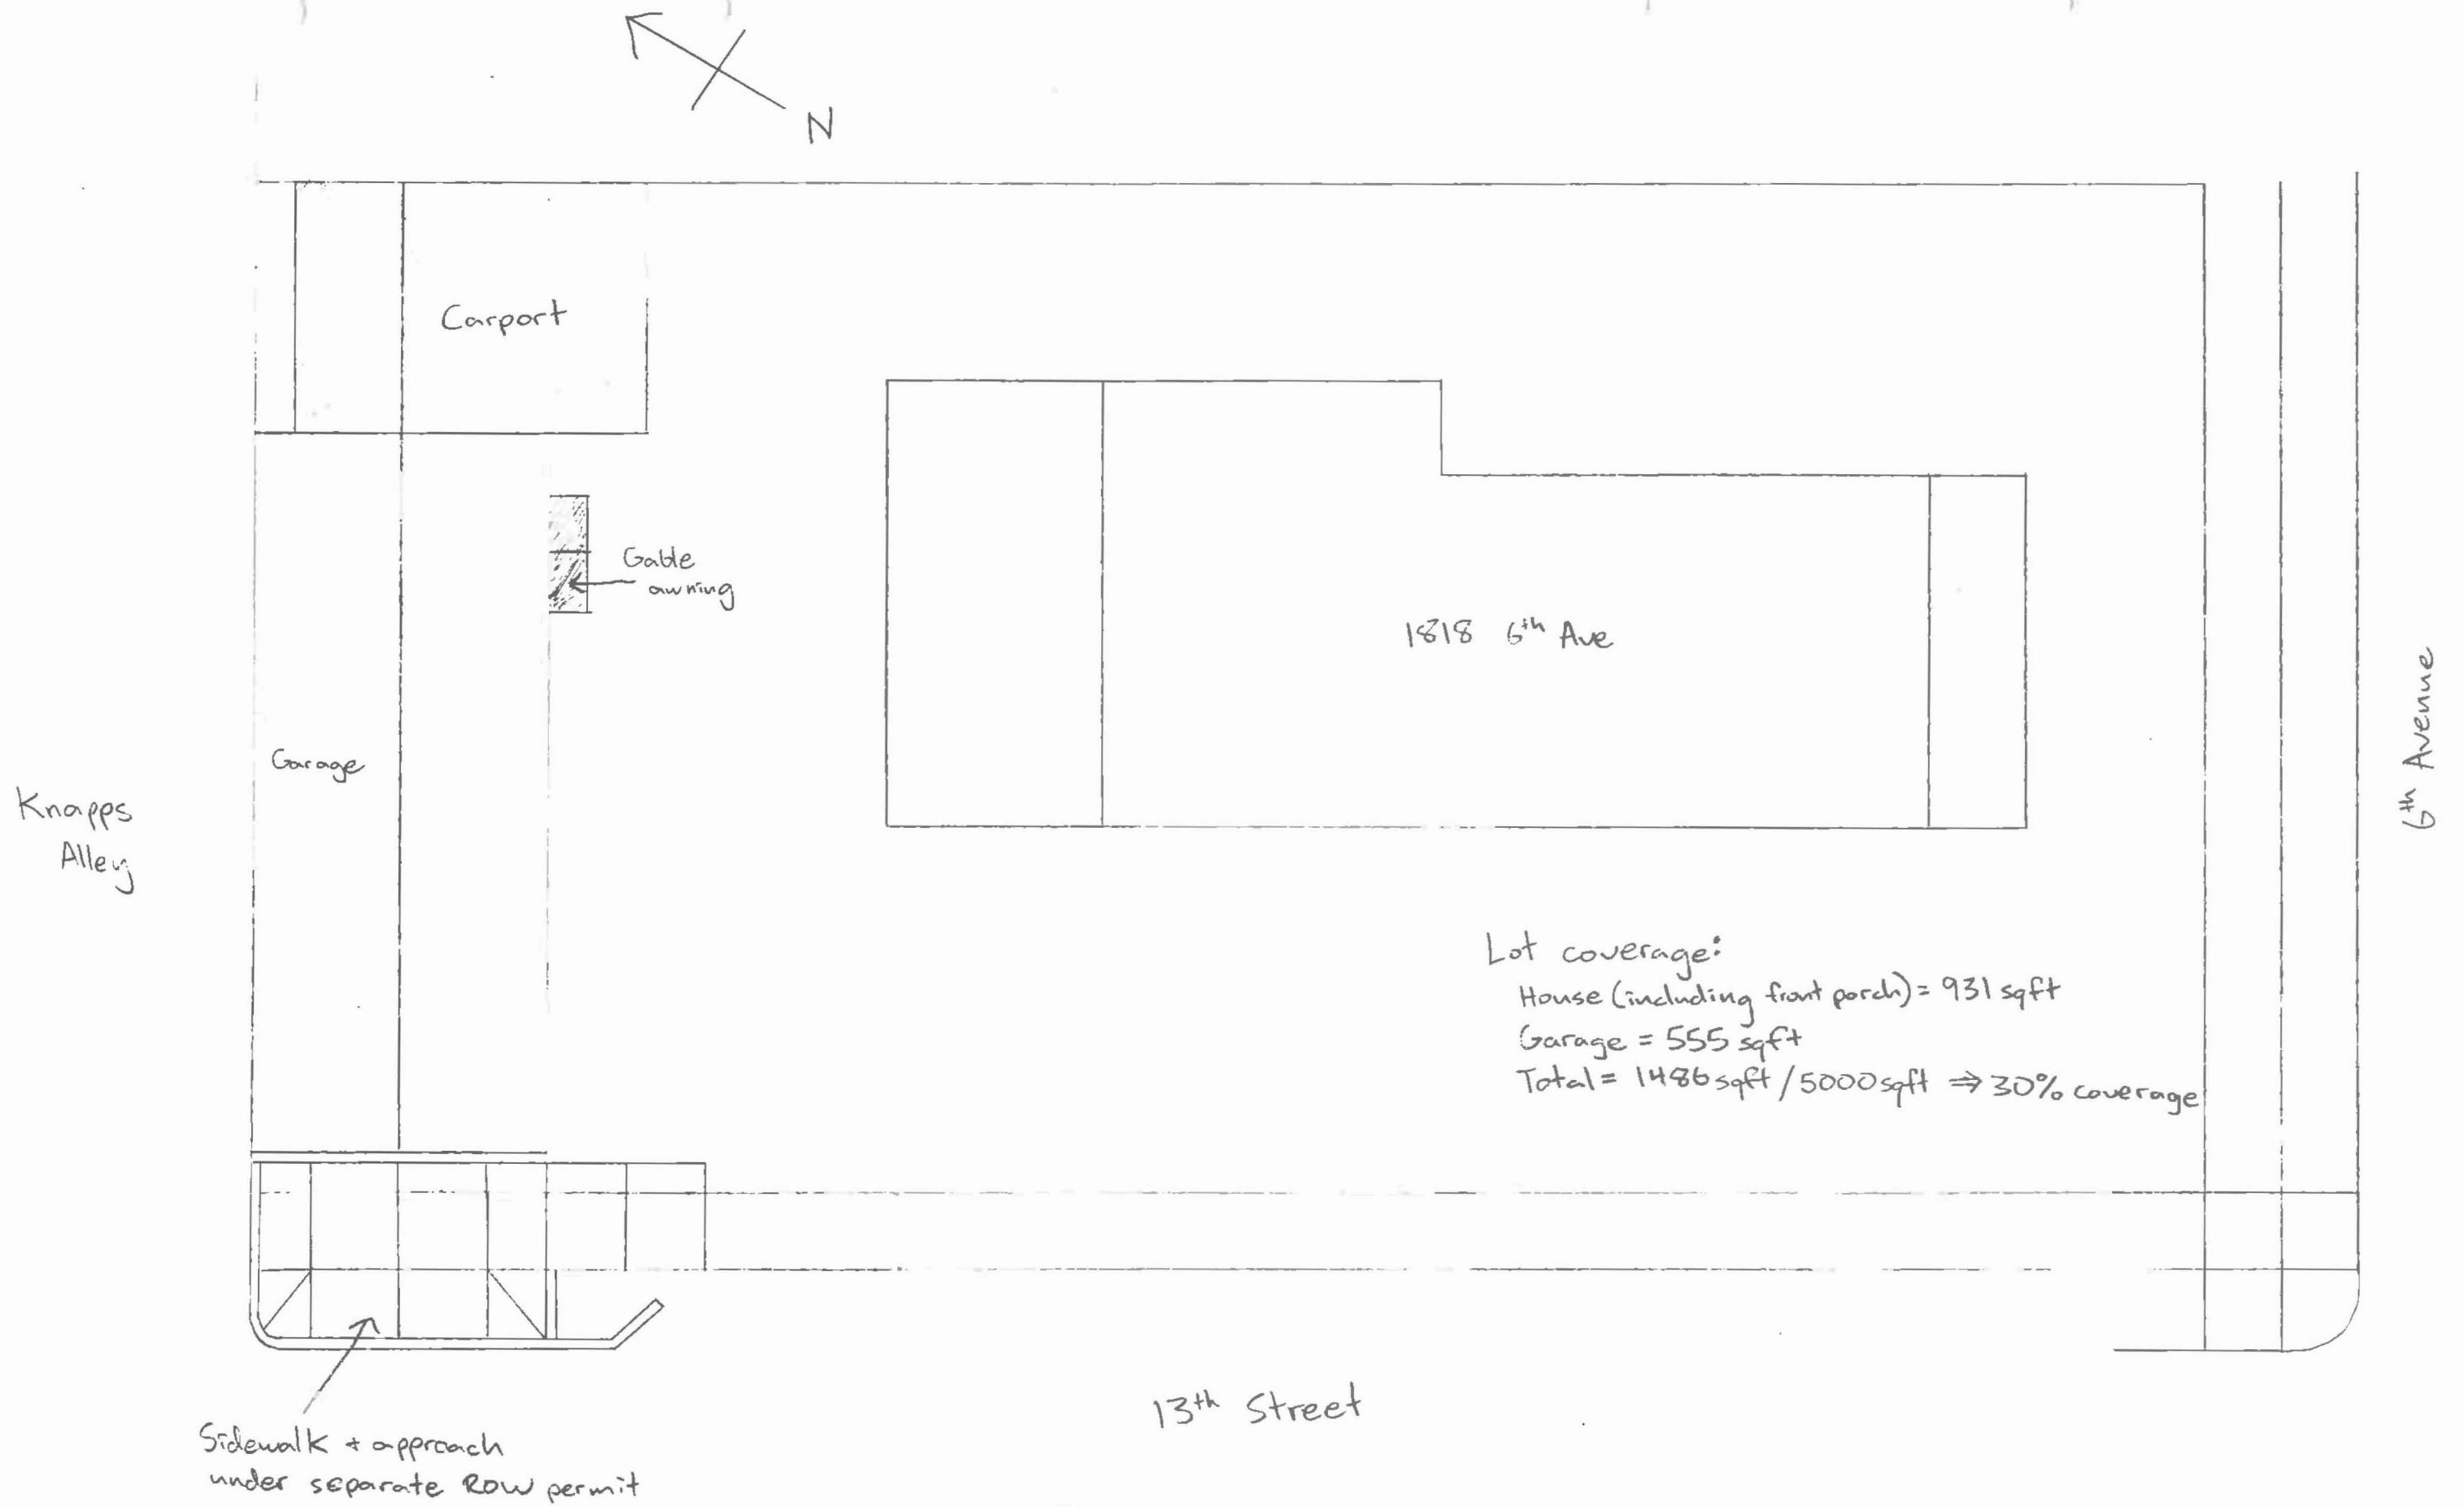 N
Carport
Gable
awning
1818 6th Ave
Garage
Knapps
Alley
6th Avenue
Lot coverage:
House (including front porch) = 931 sqft
Garage = 555 sqft
Total = 1486 sqft / 5000 sqft ⇒ 30% coverage
13th Street
Sidewalk + approach
under separate ROW permit